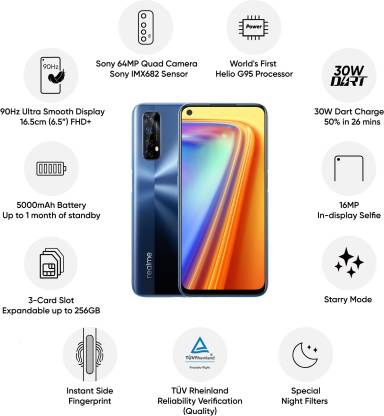 Power
90Hz
30W
DART
Sony 64MP Quad Camera
Sony IMX682 Sensor
World's First
Helio G95 Processor
90Hz Ultra Smooth Display
16.5cm (6.5") FHD+
30W Dart Charge
50% in 26 mins
5000mAh Battery
Up to 1 month of standby
16MP
In-display Selfie
realme
3-Card Slot
Expandable up to 256GB
Starry Mode
TÜVRheinland
Instant Side
Fingerprint
TÜV Rheinland
Reliability Verification
(Quality)
Special
Night Filters